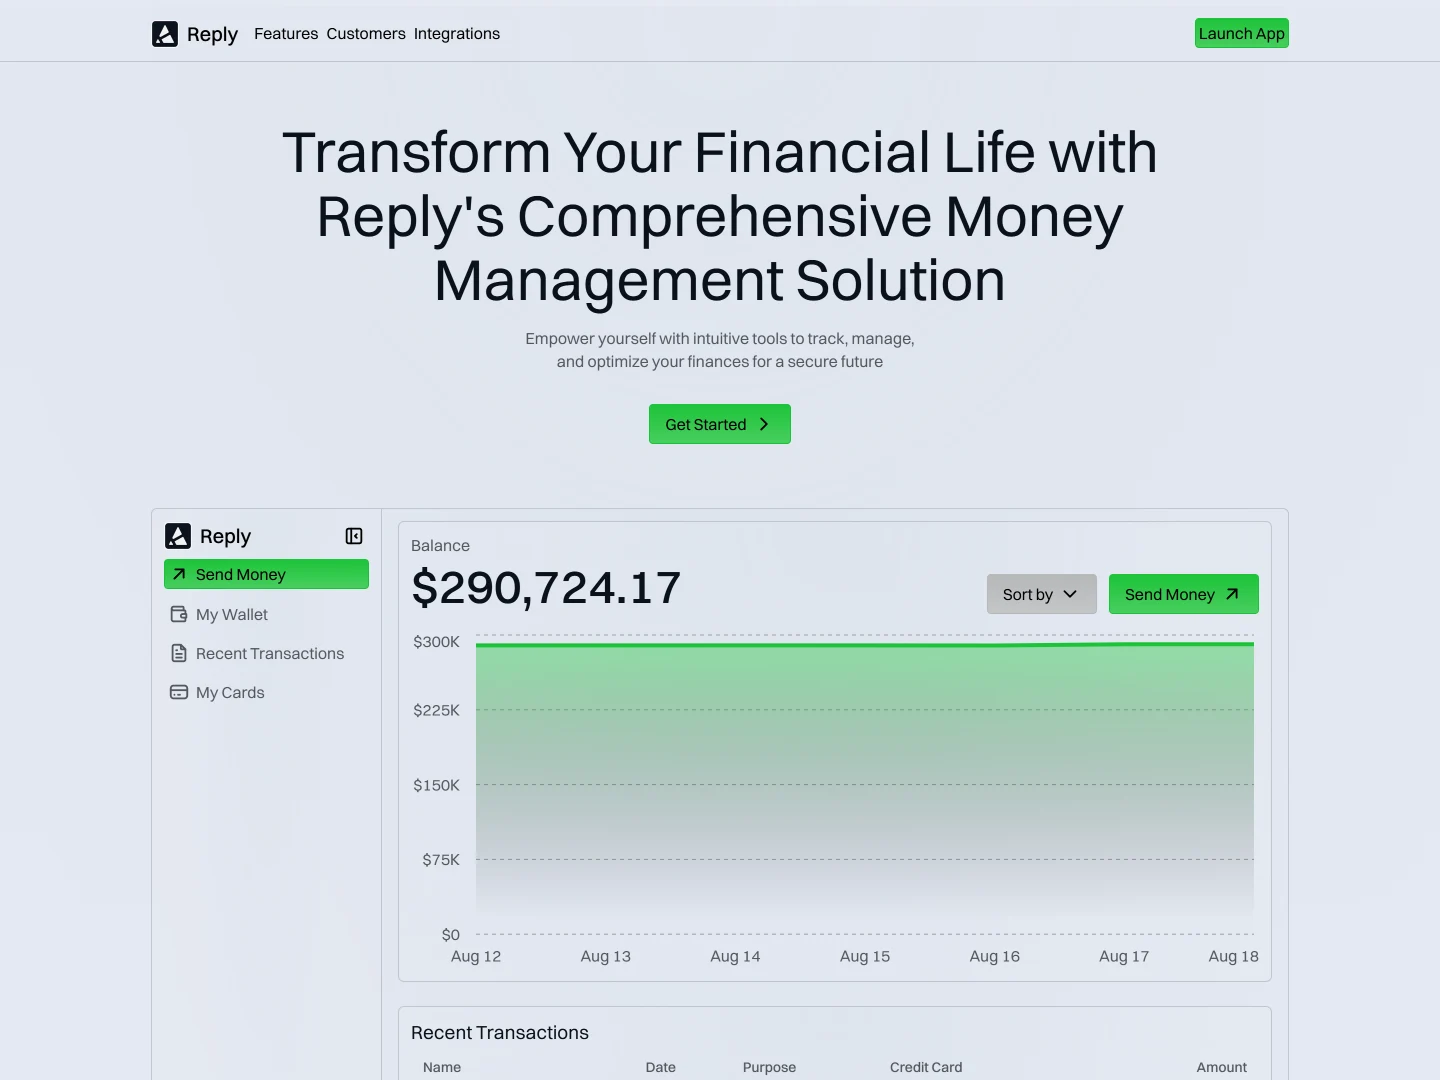 Reply Features Customers Integrations Launch App
Transform Your Financial Life with
Reply's Comprehensive Money
Management Solution
Empower yourself with intuitive tools to track, manage,
and optimize your finances for a secure future
Get Started
Reply
Send Money
My Wallet
Recent Transactions
My Cards
Balance
$290,724.17
Sort by
Send Money
$300K
$225K
$150K
$75K
$0
Aug 12 Aug 13 Aug 14 Aug 15 Aug 16 Aug 17 Aug 18
Recent Transactions
Name Date Purpose Credit Card Amount